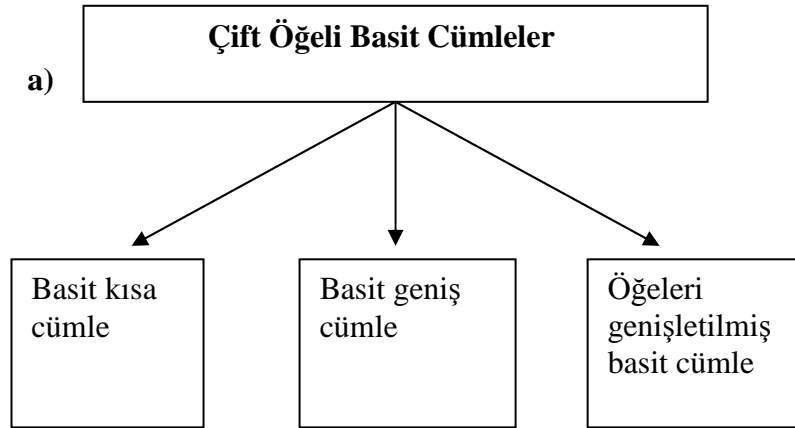 Çift Öğeli Basit Cümleler
a)
Basit kısa
cümle
Basit geniş
cümle
Öğeleri
genişletilmiş
basit cümle